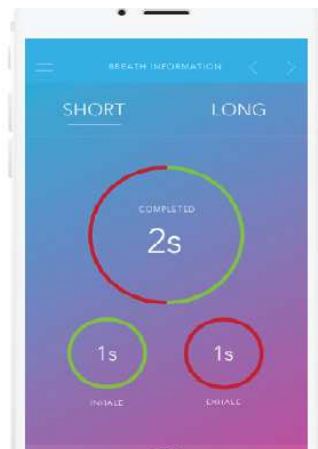 BREATH INFORMATION
SHORT LONG
COMPLETED
2s
1s 1s
INHALE EXHALE